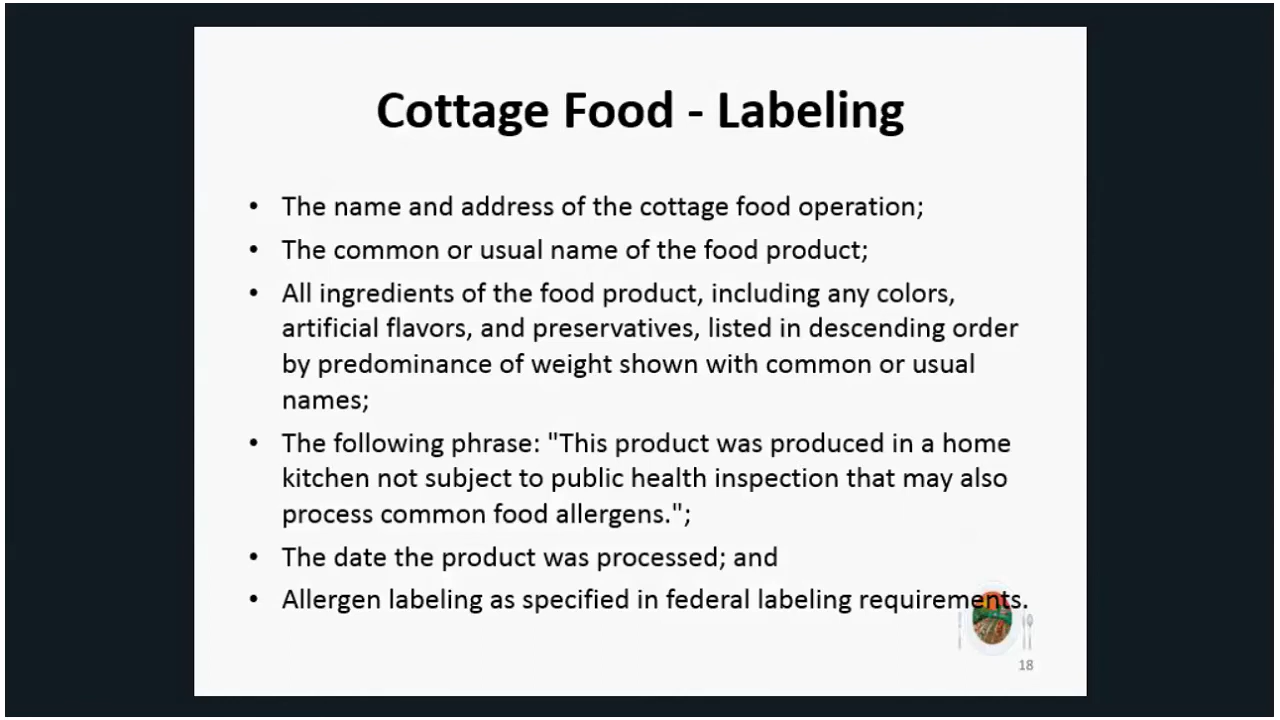 Cottage Food - Labeling
• The name and address of the cottage food operation;
• The common or usual name of the food product;
• All ingredients of the food product, including any colors,
artificial flavors, and preservatives, listed in descending order
by predominance of weight shown with common or usual
names;
• The following phrase: "This product was produced in a home
kitchen not subject to public health inspection that may also
process common food allergens.";
• The date the product was processed; and
• Allergen labeling as specified in federal labeling requirements.
18